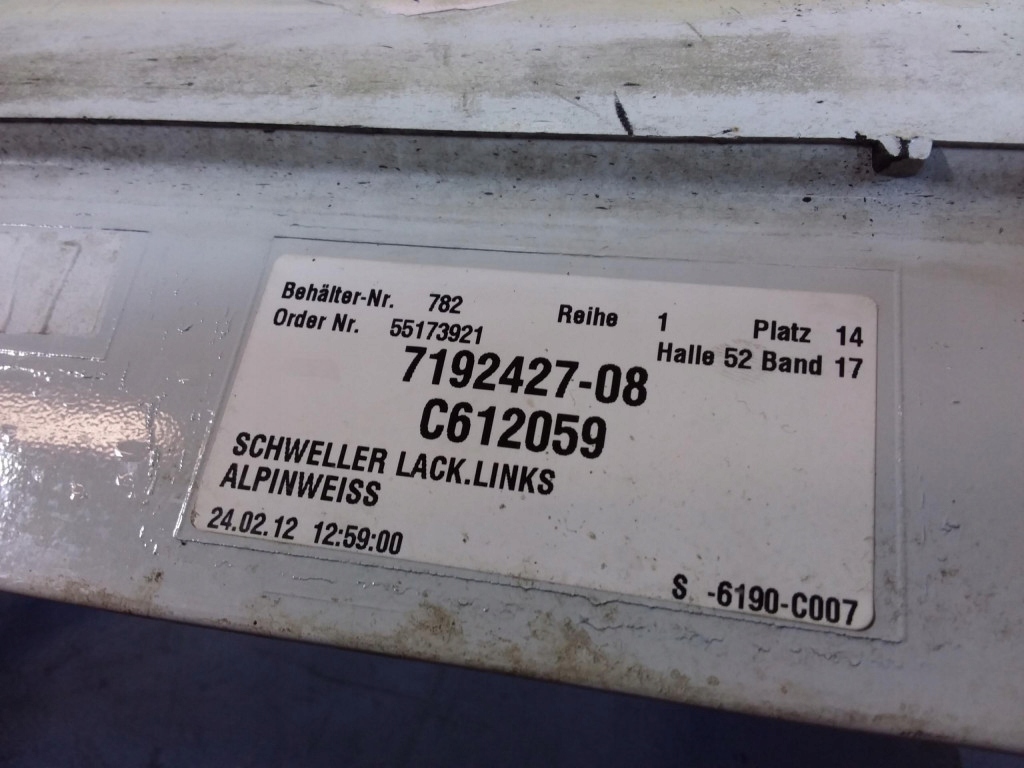 Behälter-Nr. 782 Reihe 1 Platz 14
Order Nr. 55173921 Halle 52 Band 17
7192427-08
C612059
SCHWELLER LACK.LINKS
ALPINWEISS
24.02.12 12:59:00
S -6190-C007